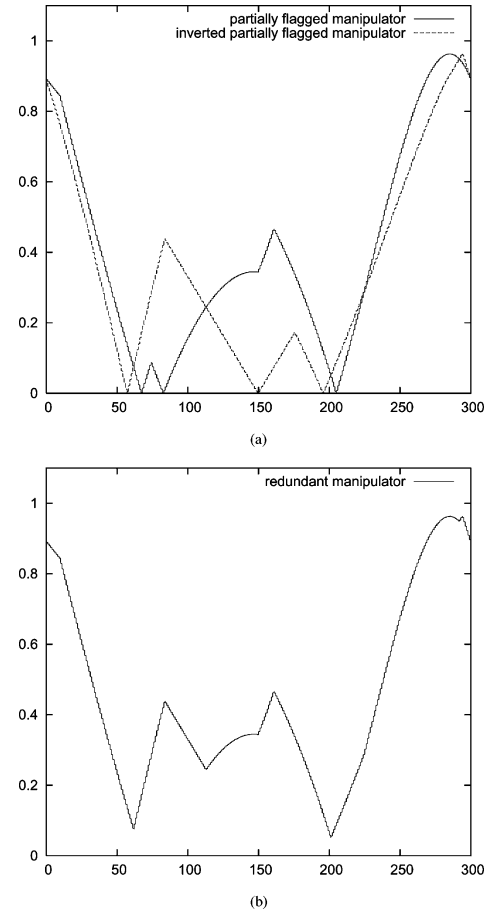 partially flagged manipulator
inverted partially flagged manipulator
1
0.8
0.6
0.4
0.2
0
0 50 100 150 200 250 300
(a)
redundant manipulator
1
0.8
0.6
0.4
0.2
0
0 50 100 150 200 250 300
(b)